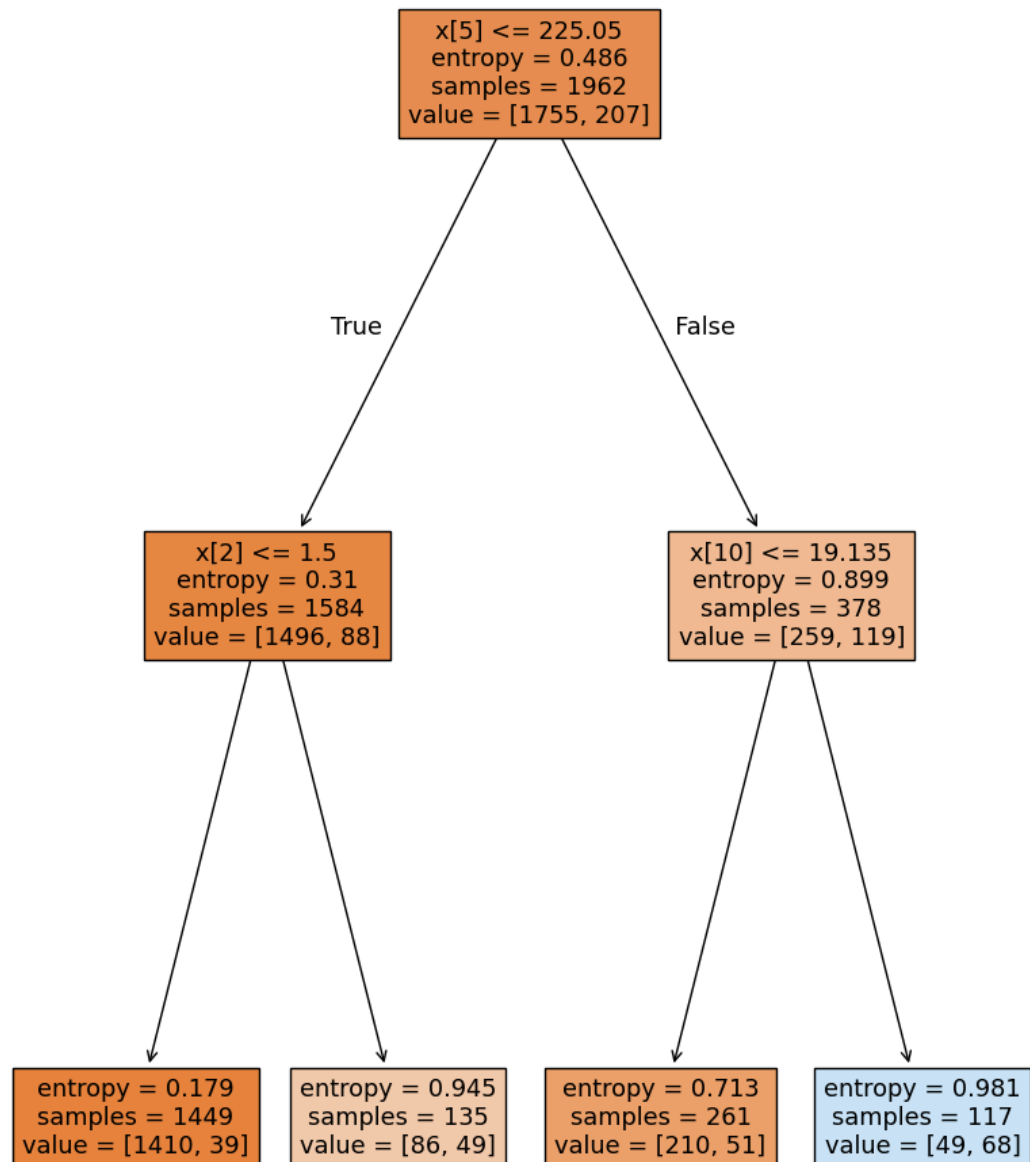 x[5] <= 225.05
entropy = 0.486
samples = 1962
value = [1755, 207]
True
False
x[2] <= 1.5
entropy = 0.31
samples = 1584
value = [1496, 88]
x[10] <= 19.135
entropy = 0.899
samples = 378
value = [259, 119]
entropy = 0.179
samples = 1449
value = [1410, 39]
entropy = 0.945
samples = 135
value = [86, 49]
entropy = 0.713
samples = 261
value = [210, 51]
entropy = 0.981
samples = 117
value = [49, 68]